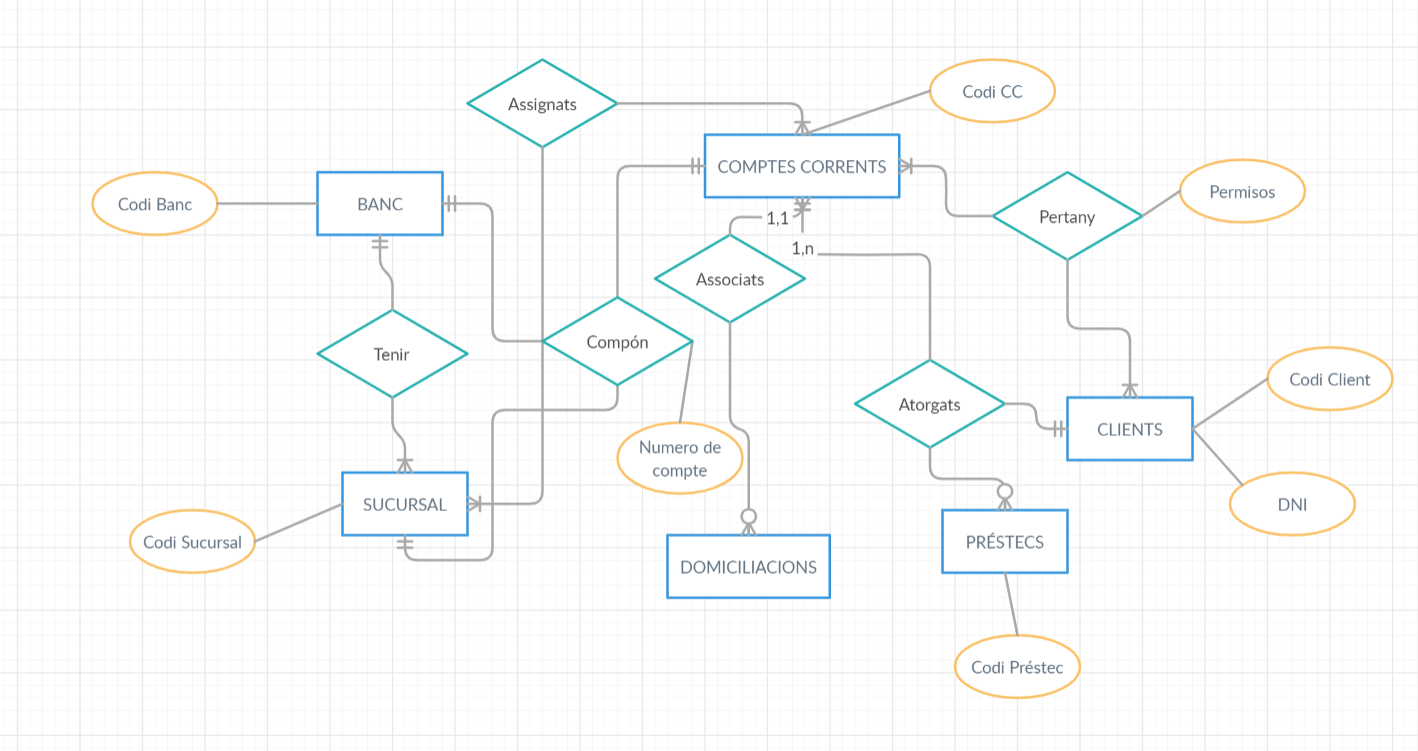 Codi CC
Assignats
COMPTES CORRENTS
Permisos
Codi Banc
BANC
1,1
Pertany
1,n
Associats
Compón
Tenir
Codi Client
Atorgats
CLIENTS
Numero de
compte
SUCURSAL
DNI
Codi Sucursal
PRÉSTECS
DOMICILIACIONS
Codi Préstec